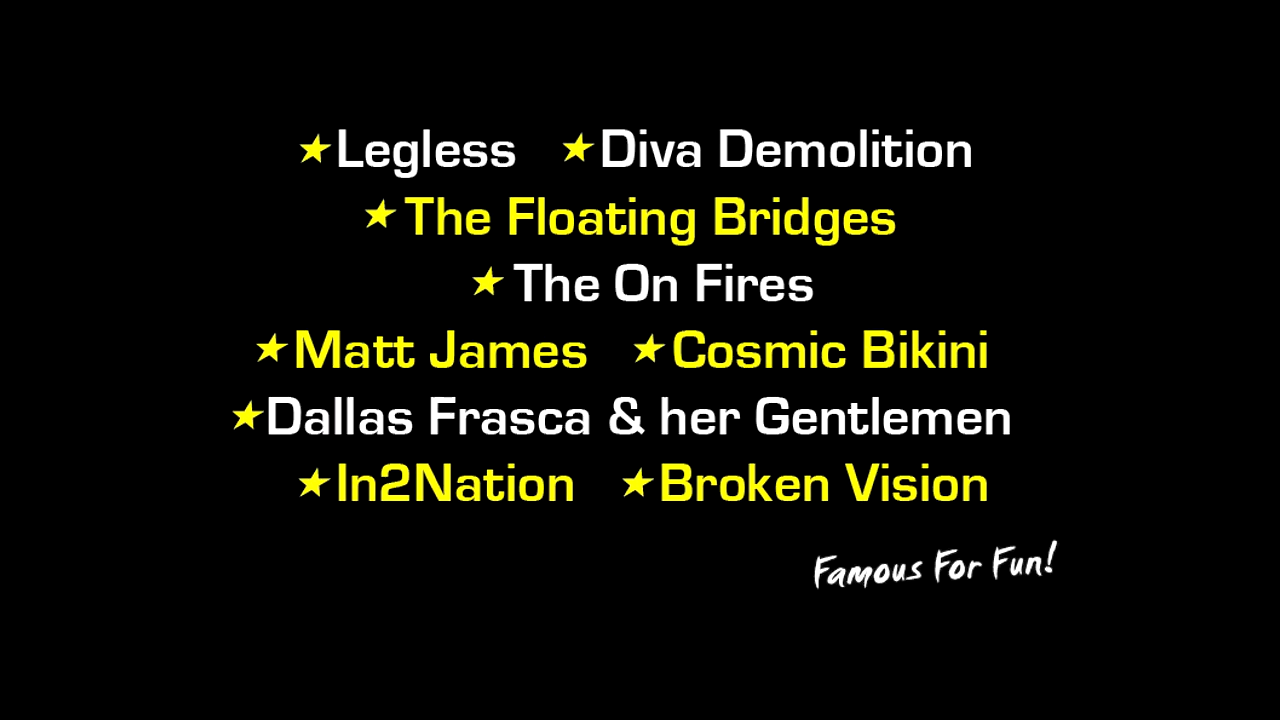 ★Legless ★Diva Demolition
★The Floating Bridges
★The On Fires
★Matt James ★Cosmic Bikini
★Dallas Frasca & her Gentlemen
★In2Nation ★Broken Vision
Famous For Fun!